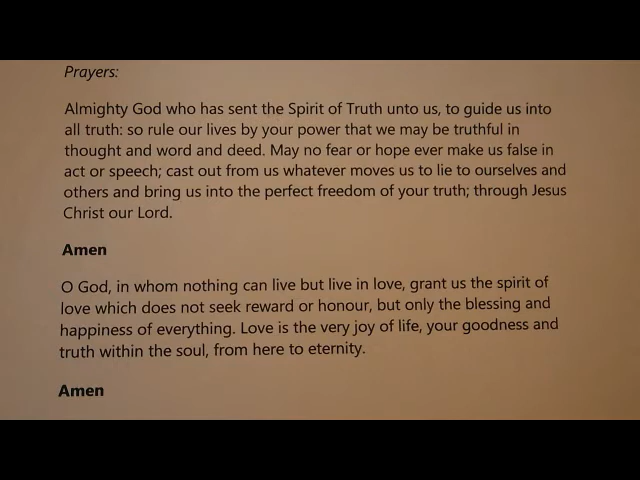 Prayers:
Almighty God who has sent the Spirit of Truth unto us, to guide us into
all truth: so rule our lives by your power that we may be truthful in
thought and word and deed. May no fear or hope ever make us false in
act or speech; cast out from us whatever moves us to lie to ourselves and
others and bring us into the perfect freedom of your truth; through Jesus
Christ our Lord.
Amen
O God, in whom nothing can live but live in love, grant us the spirit of
love which does not seek reward or honour, but only the blessing and
happiness of everything. Love is the very joy of life, your goodness and
truth within the soul, from here to eternity.
Amen